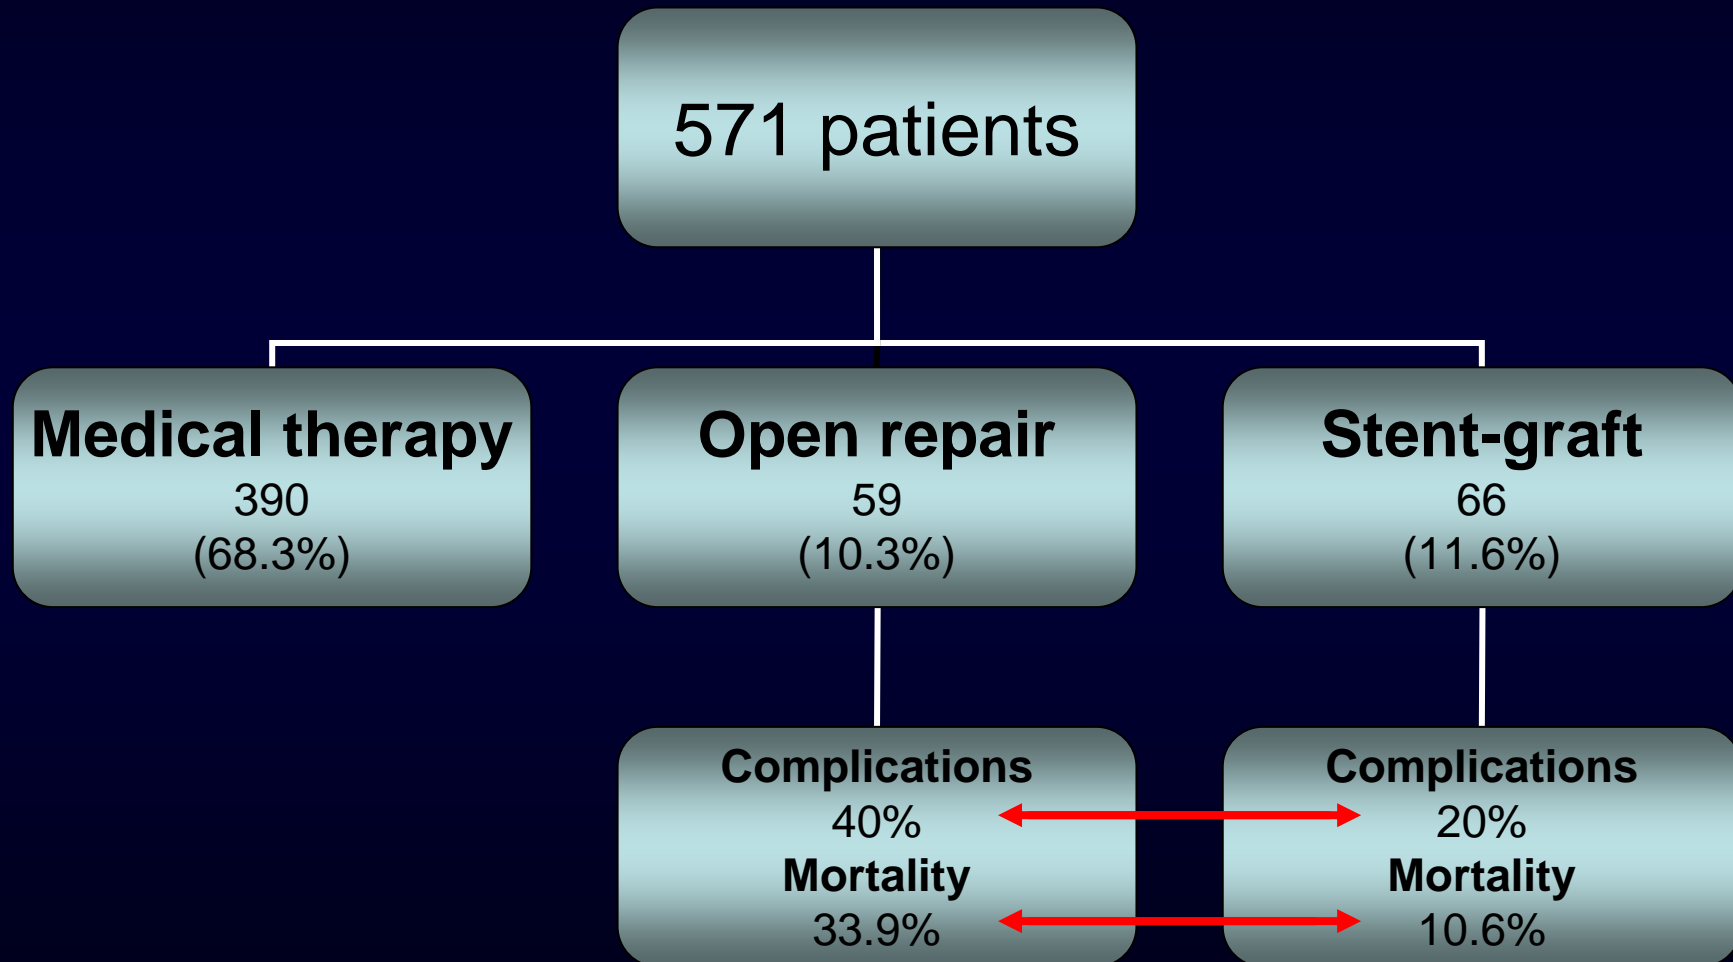 571 patients
Medical therapy
390
(68.3%)
Open repair
59
(10.3%)
Stent-graft
66
(11.6%)
Complications
40%
Mortality
33.9%
Complications
20%
Mortality
10.6%